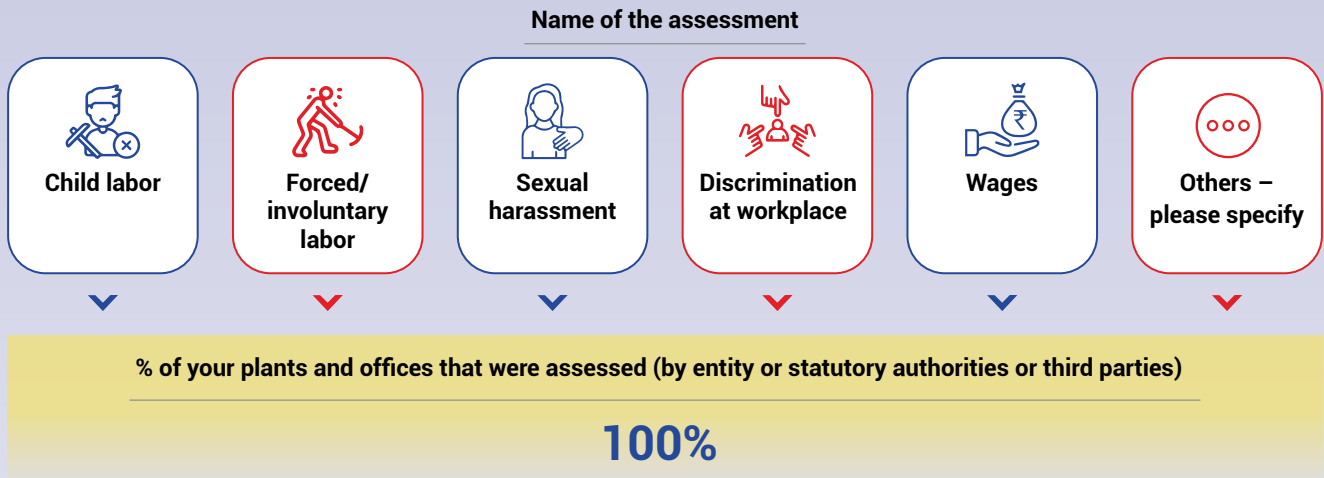 Name of the assessment
Child labor
Forced/
involuntary
labor
Sexual
harassment
Discrimination
at workplace
₹
Wages
Others –
please specify
% of your plants and offices that were assessed (by entity or statutory authorities or third parties)
100%